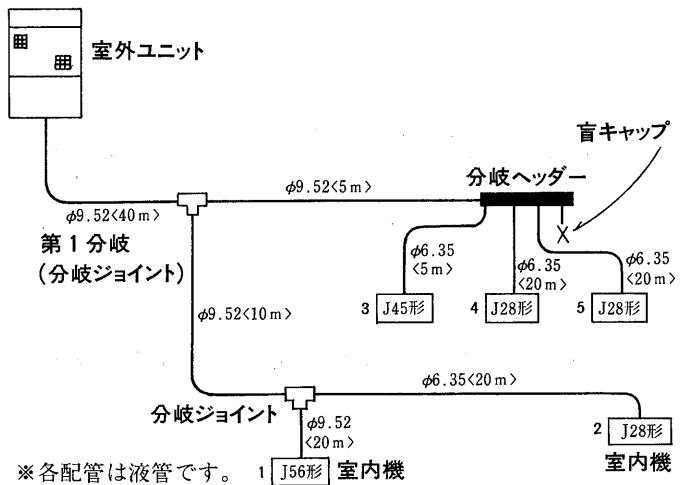 室外ユニット
盲キャップ
分岐ヘッダー
φ9.52<5m>
φ9.52<40m>
第1分岐
(分岐ジョイント)
φ6.35
<5m>
φ6.35
<20m>
φ6.35
<20m>
3 J45形
4 J28形
5 J28形
φ9.52<10m>
φ6.35<20m>
分岐ジョイント
φ9.52
<20m>
2 J28形
室内機
※各配管は液管です。
1 J56形 室内機